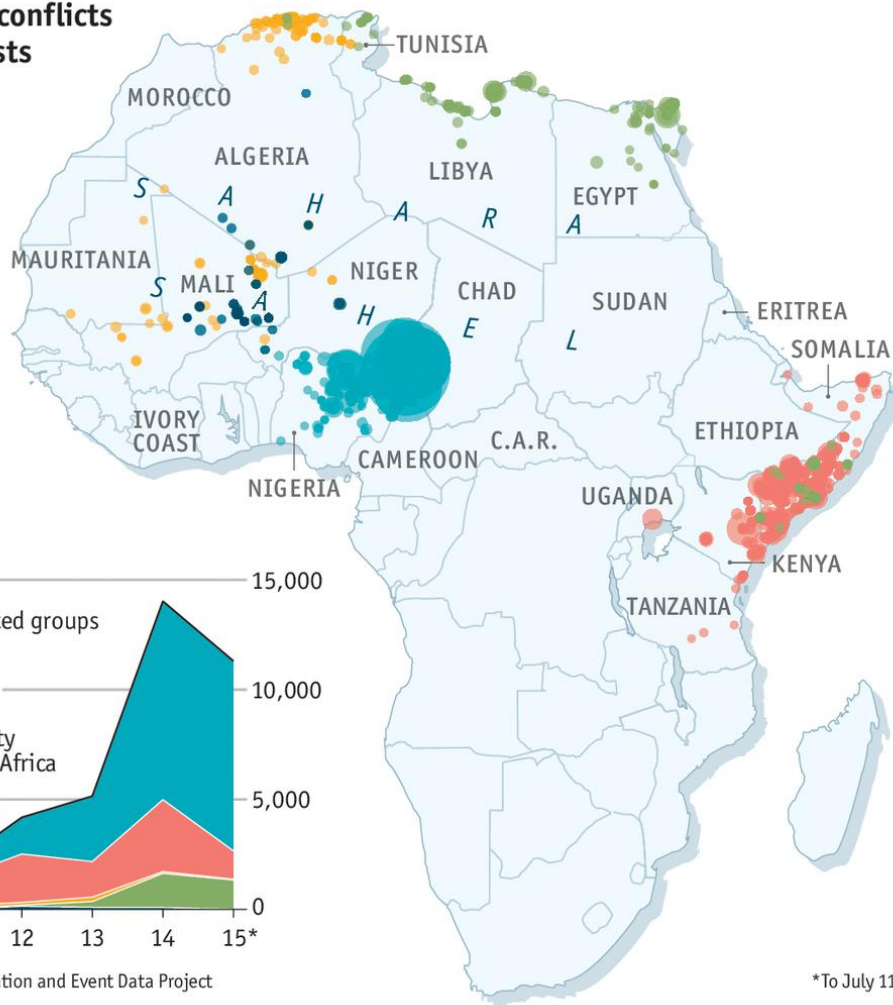 conflicts
sts
TUNISIA
MOROCCO
ALGERIA
LIBYA
EGYPT
S A H A R A
MAURITANIA
MALI
NIGER
CHAD
SUDAN
ERITREA
S A H E L
SOMALIA
IVORY
COAST
NIGERIA
CAMEROON
C.A.R.
ETHIOPIA
UGANDA
KENYA
TANZANIA
15,000
ted groups
10,000
ty
Africa
5,000
0
12 13 14 15*
tion and Event Data Project
*To July 11